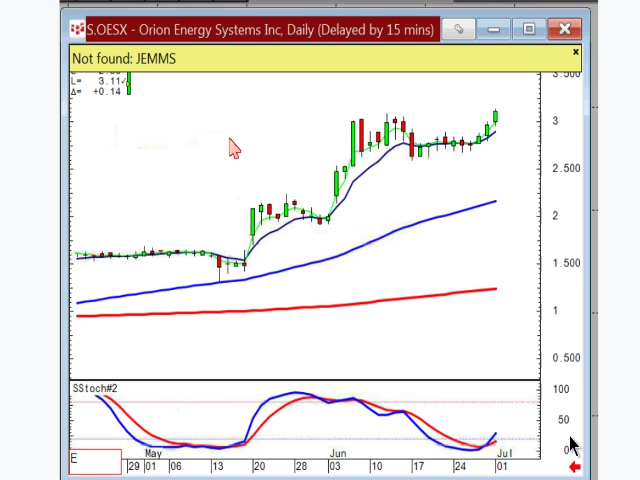 S.OESX - Orion Energy Systems Inc, Daily (Delayed by 15 mins)
Not found: JEMMS
L= 3.11
Δ= +0.14
3.500
3
2.500
2
1.500
1
0.500
SStoch#2
100
50
0
E
May Jun Jul
29 01 06 13 20 28 03 10 17 24 01